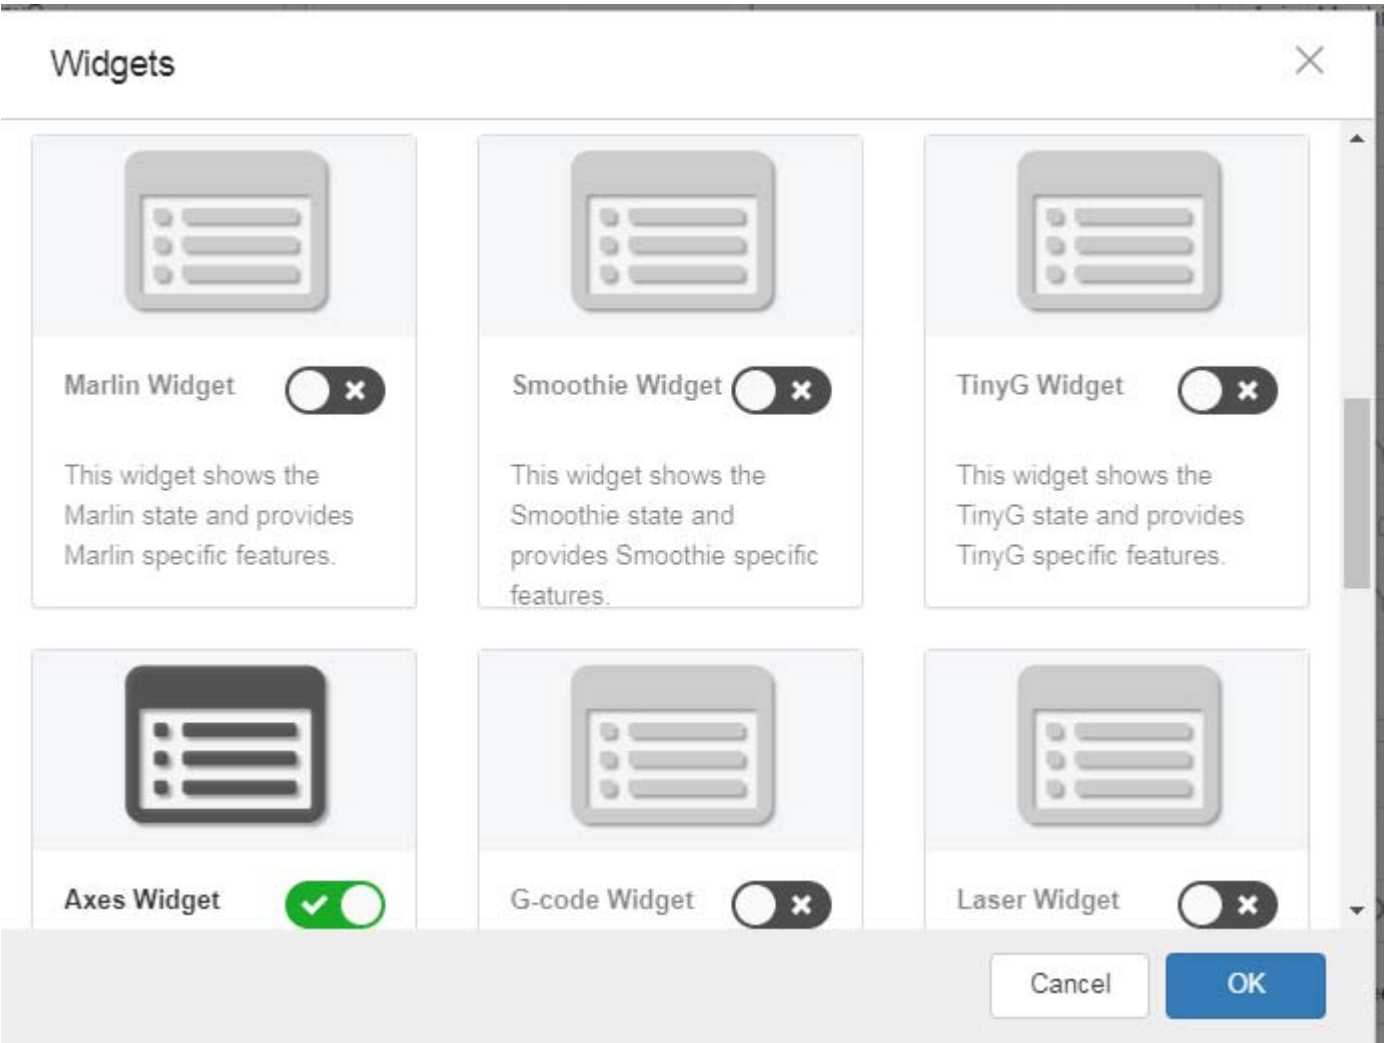 Widgets
Marlin Widget
This widget shows the
Marlin state and provides
Marlin specific features.
Smoothie Widget
This widget shows the
Smoothie state and
provides Smoothie specific
features.
TinyG Widget
This widget shows the
TinyG state and provides
TinyG specific features.
Axes Widget
G-code Widget
Laser Widget
Cancel
OK